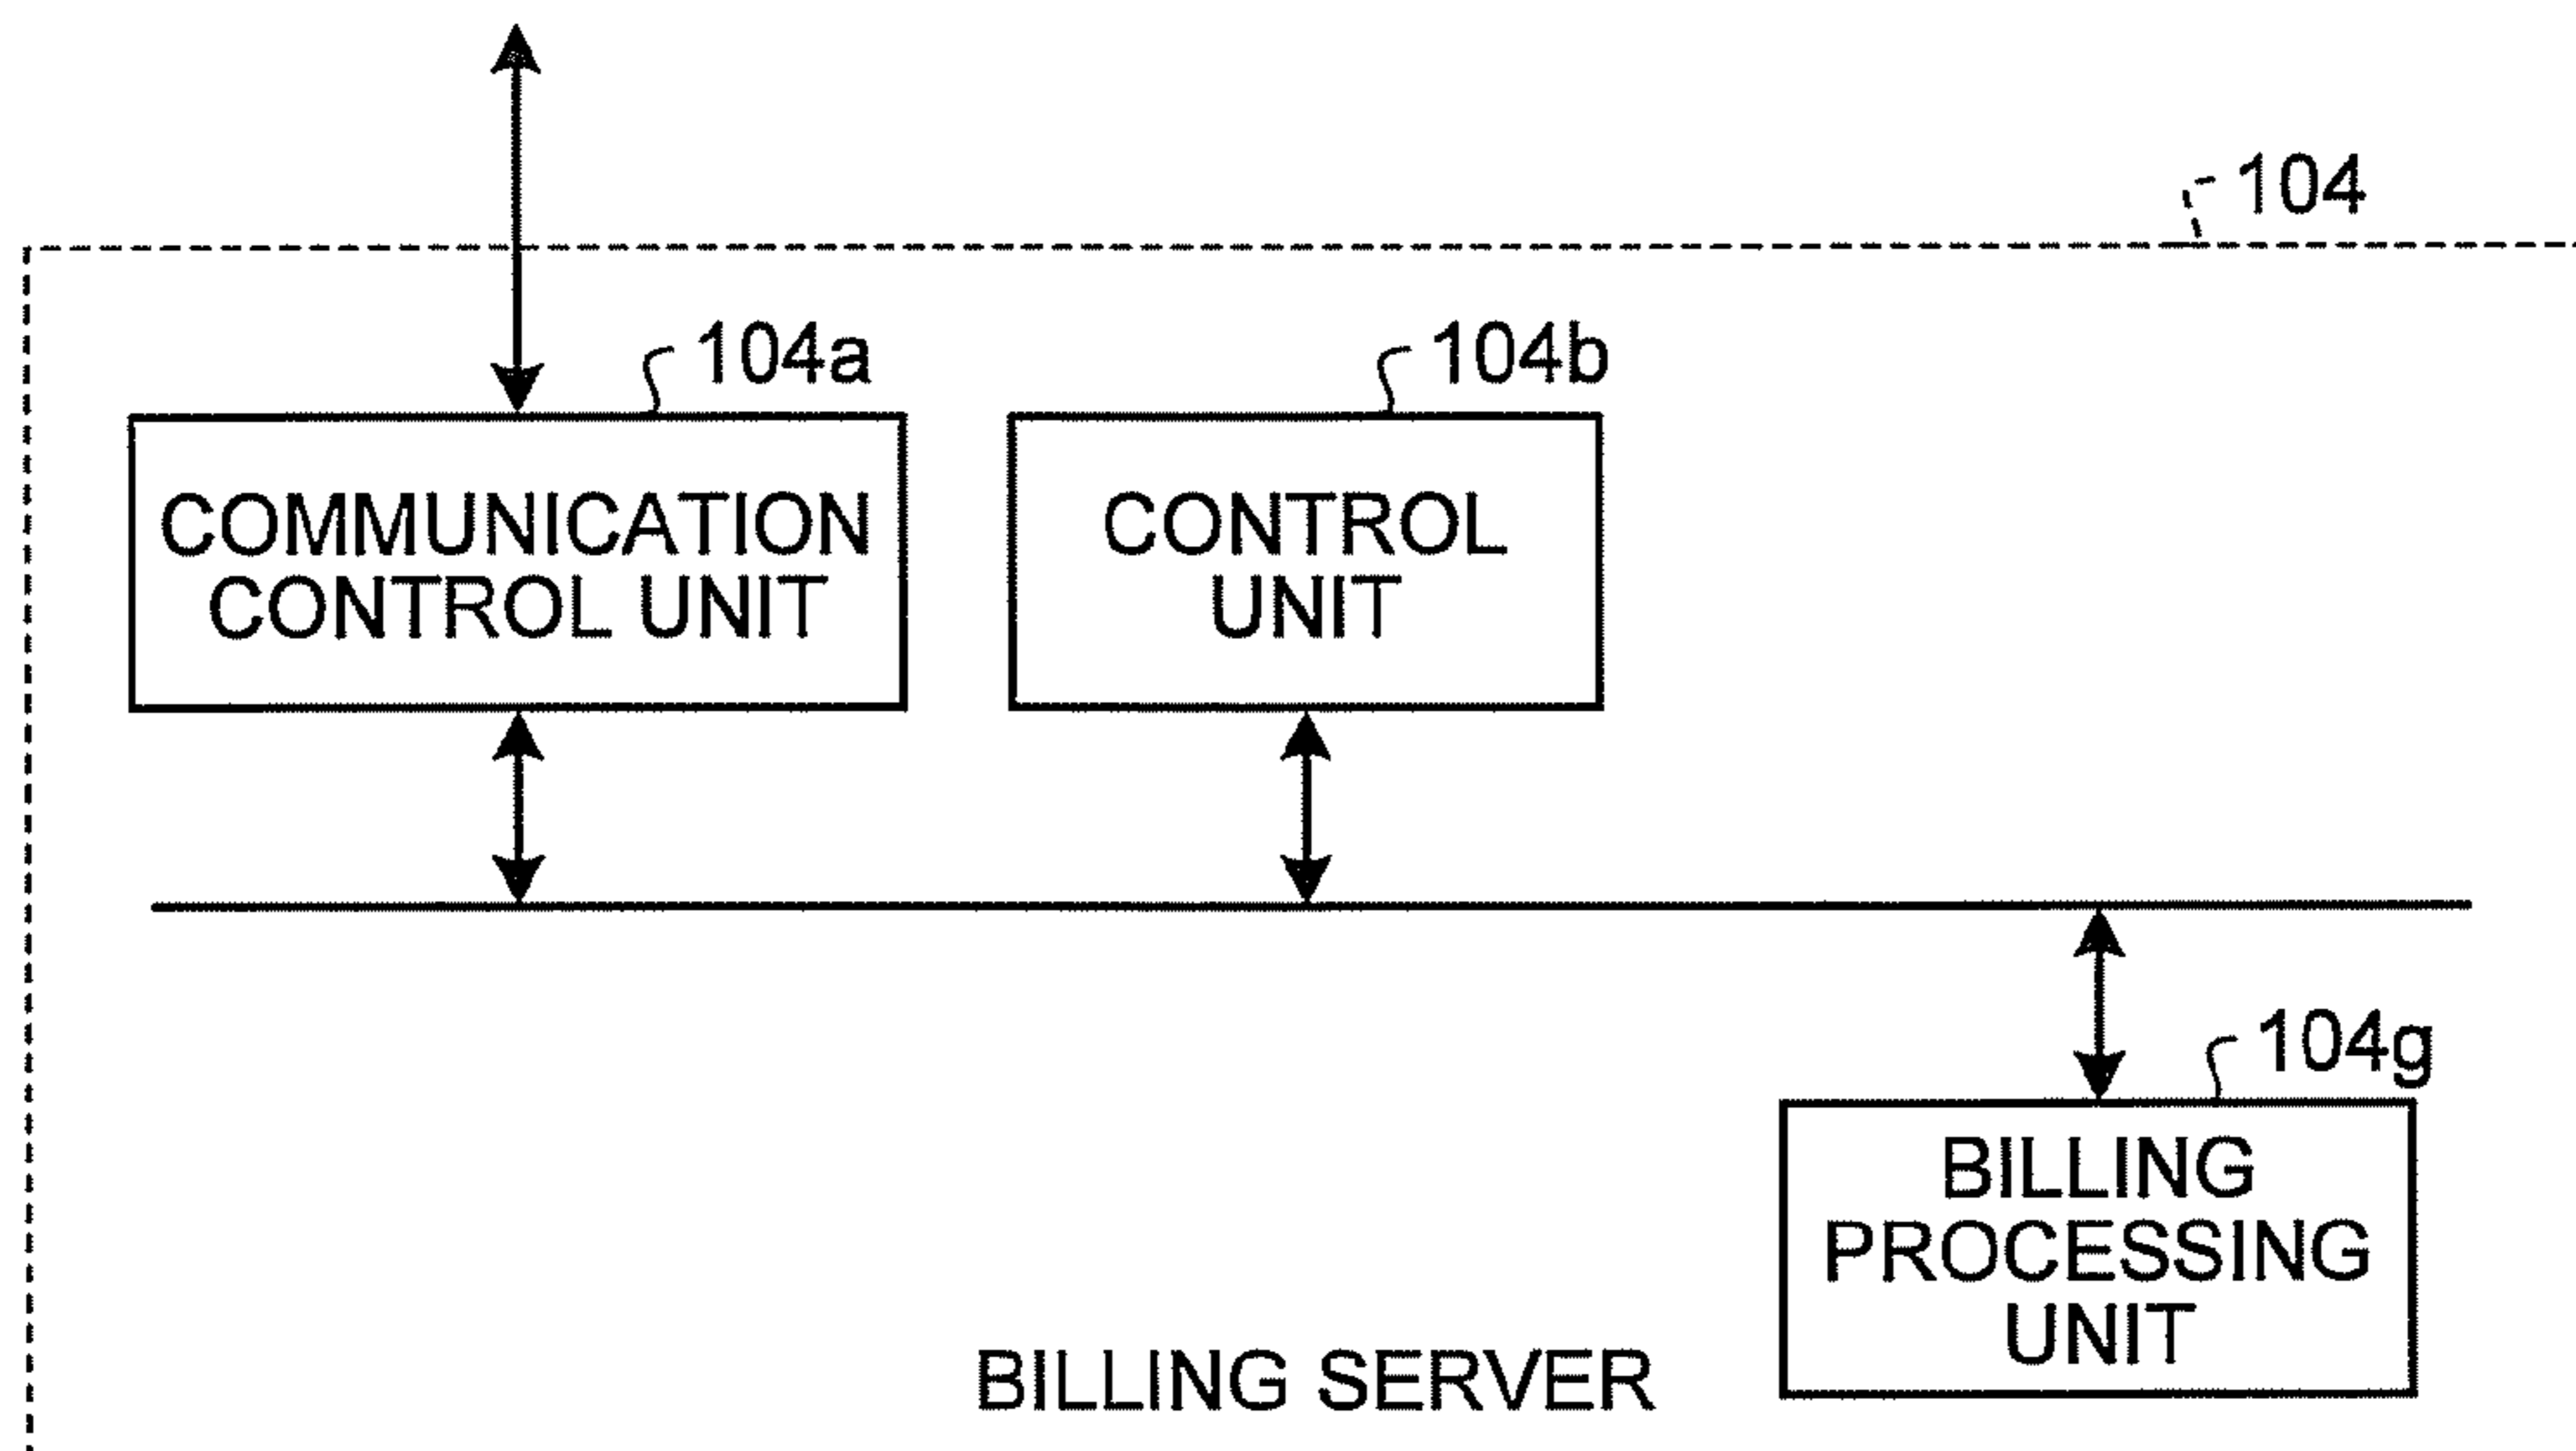 104
104a
104b
COMMUNICATION
CONTROL UNIT
CONTROL
UNIT
104g
BILLING
PROCESSING
UNIT
BILLING SERVER